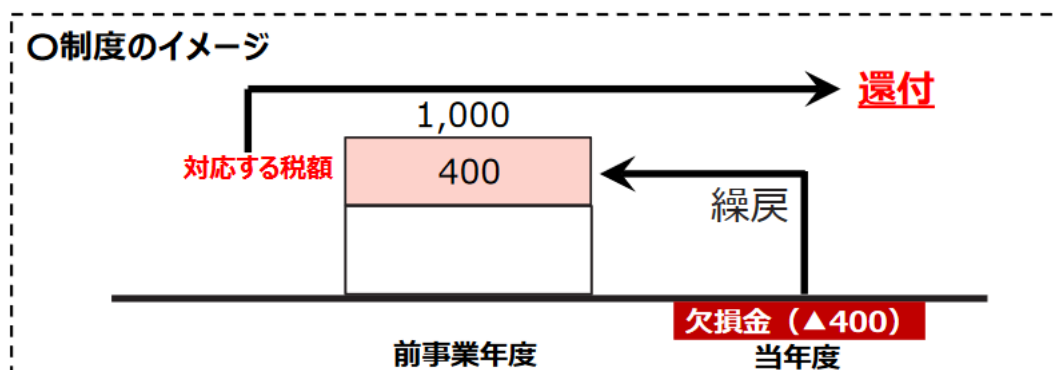 〇制度のイメージ
還付
1,000
対応する税額
400
繰戻
欠損金（▲400）
前事業年度
当年度